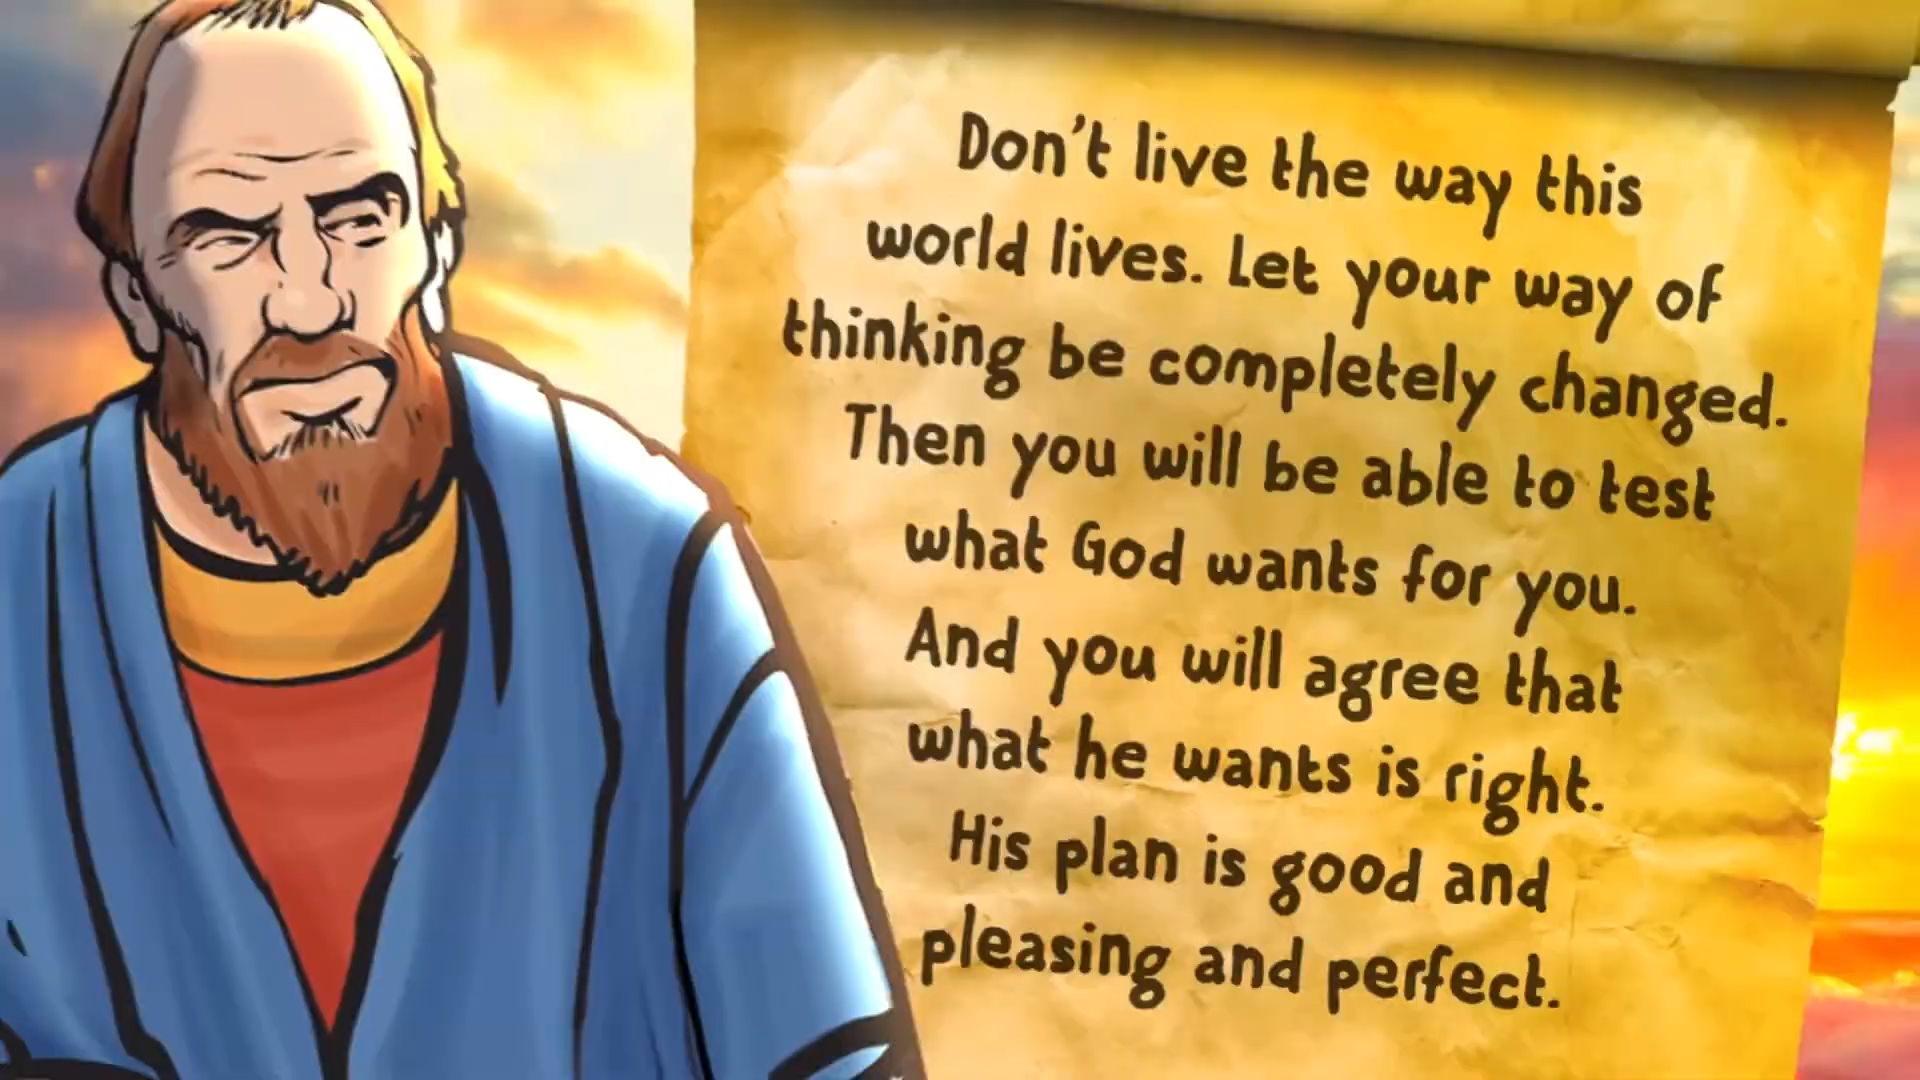 Don't live the way this
world lives. Let your way of
thinking be completely changed.
Then you will be able to test
what God wants for you.
And you will agree that
what he wants is right.
His plan is good and
pleasing and perfect.